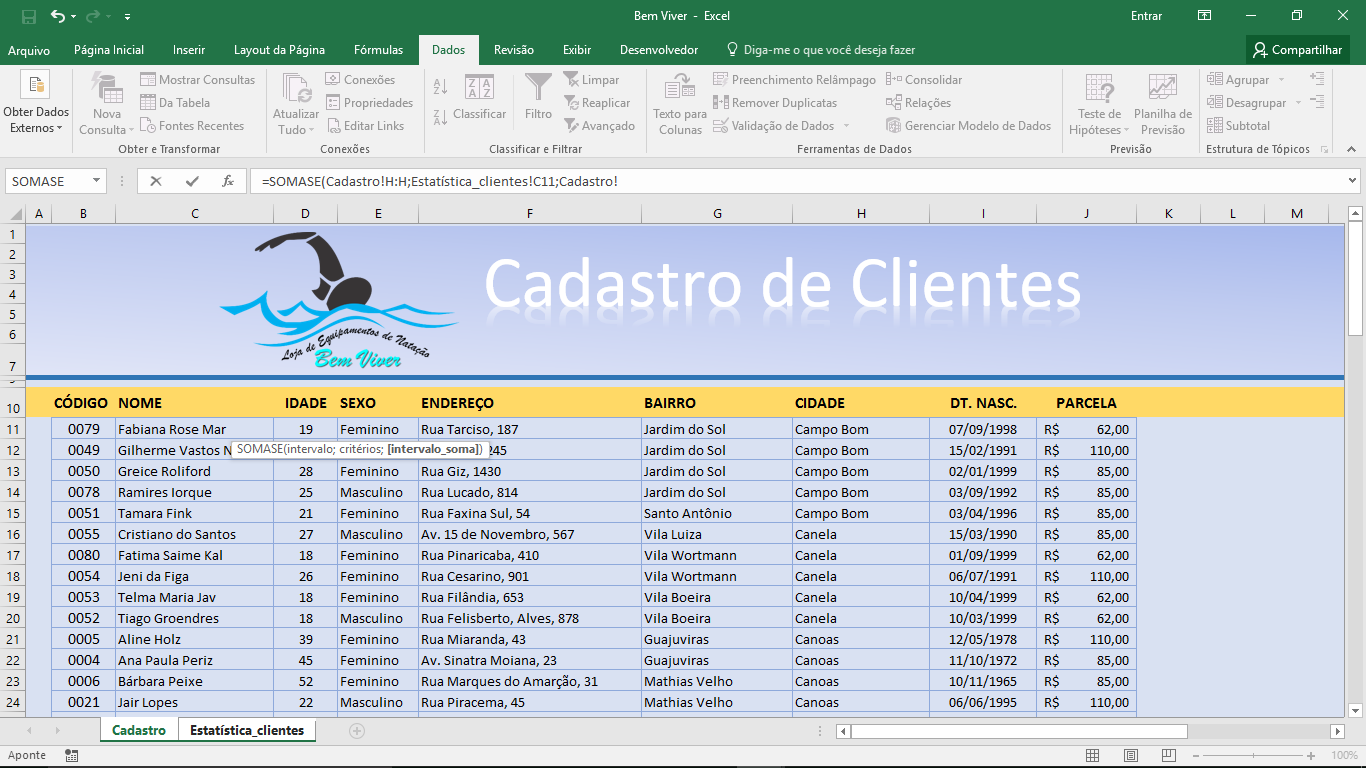 Bem Viver - Excel
Entrar
Arquivo Página Inicial Inserir Layout da Página Fórmulas Dados Revisão Exibir Desenvolvedor Diga-me o que você deseja fazer Compartilhar
Obter Dados Externos
Nova Consulta
Mostrar Consultas
Da Tabela
Fontes Recentes
Obter e Transformar
Atualizar Tudo
Conexões
Propriedades
Editar Links
Conexões
Classificar
Filtro
Limpar
Reaplicar
Avançado
Classificar e Filtrar
Texto para Colunas
Preenchimento Relâmpago
Remover Duplicatas
Validação de Dados
Consolidar
Relações
Gerenciar Modelo de Dados
Ferramentas de Dados
Teste de Hipóteses
Planilha de Previsão
Previsão
Agrupar
Desagrupar
Subtotal
Estrutura de Tópicos
SOMASE fx =SOMASE(Cadastro!H:H;Estatística_clientes!C11;Cadastro!
A B C D E F G H I J K L M
1
2
3
4
5
6
7
Cadastro de Clientes
Loja de Equipamentos de Natação
Bem Viver
10 CÓDIGO NOME IDADE SEXO ENDEREÇO BAIRRO CIDADE DT. NASC. PARCELA
11 0079 Fabiana Rose Mar 19 Feminino Rua Tarciso, 187 Jardim do Sol Campo Bom 07/09/1998 R$ 62,00
12 0049 Gilherme Vastos N 245 Jardim do Sol Campo Bom 15/02/1991 R$ 110,00
SOMASE(intervalo; critérios; [intervalo_soma])
13 0050 Greice Roliford 28 Feminino Rua Giz, 1430 Jardim do Sol Campo Bom 02/01/1999 R$ 85,00
14 0078 Ramires Iorque 25 Masculino Rua Lucado, 814 Jardim do Sol Campo Bom 03/09/1992 R$ 85,00
15 0051 Tamara Fink 21 Feminino Rua Faxina Sul, 54 Santo Antônio Campo Bom 03/04/1996 R$ 85,00
16 0055 Cristiano do Santos 27 Masculino Av. 15 de Novembro, 567 Vila Luiza Canela 15/03/1990 R$ 85,00
17 0080 Fatima Saime Kal 18 Feminino Rua Pinaricaba, 410 Vila Wortmann Canela 01/09/1999 R$ 62,00
18 0054 Jeni da Figa 26 Feminino Rua Cesarino, 901 Vila Wortmann Canela 06/07/1991 R$ 110,00
19 0053 Telma Maria Jav 18 Feminino Rua Filândia, 653 Vila Boeira Canela 10/04/1999 R$ 62,00
20 0052 Tiago Groendres 18 Masculino Rua Felisberto, Alves, 878 Vila Boeira Canela 10/03/1999 R$ 62,00
21 0005 Aline Holz 39 Feminino Rua Miaranda, 43 Guajuviras Canoas 12/05/1978 R$ 110,00
22 0004 Ana Paula Periz 45 Feminino Av. Sinatra Moiana, 23 Guajuviras Canoas 11/10/1972 R$ 85,00
23 0006 Bárbara Peixe 52 Feminino Rua Marques do Amarção, 31 Mathias Velho Canoas 10/11/1965 R$ 85,00
24 0021 Jair Lopes 22 Masculino Rua Piracema, 45 Mathias Velho Canoas 06/06/1995 R$ 110,00
Cadastro Estatística_clientes
Aponte 100%